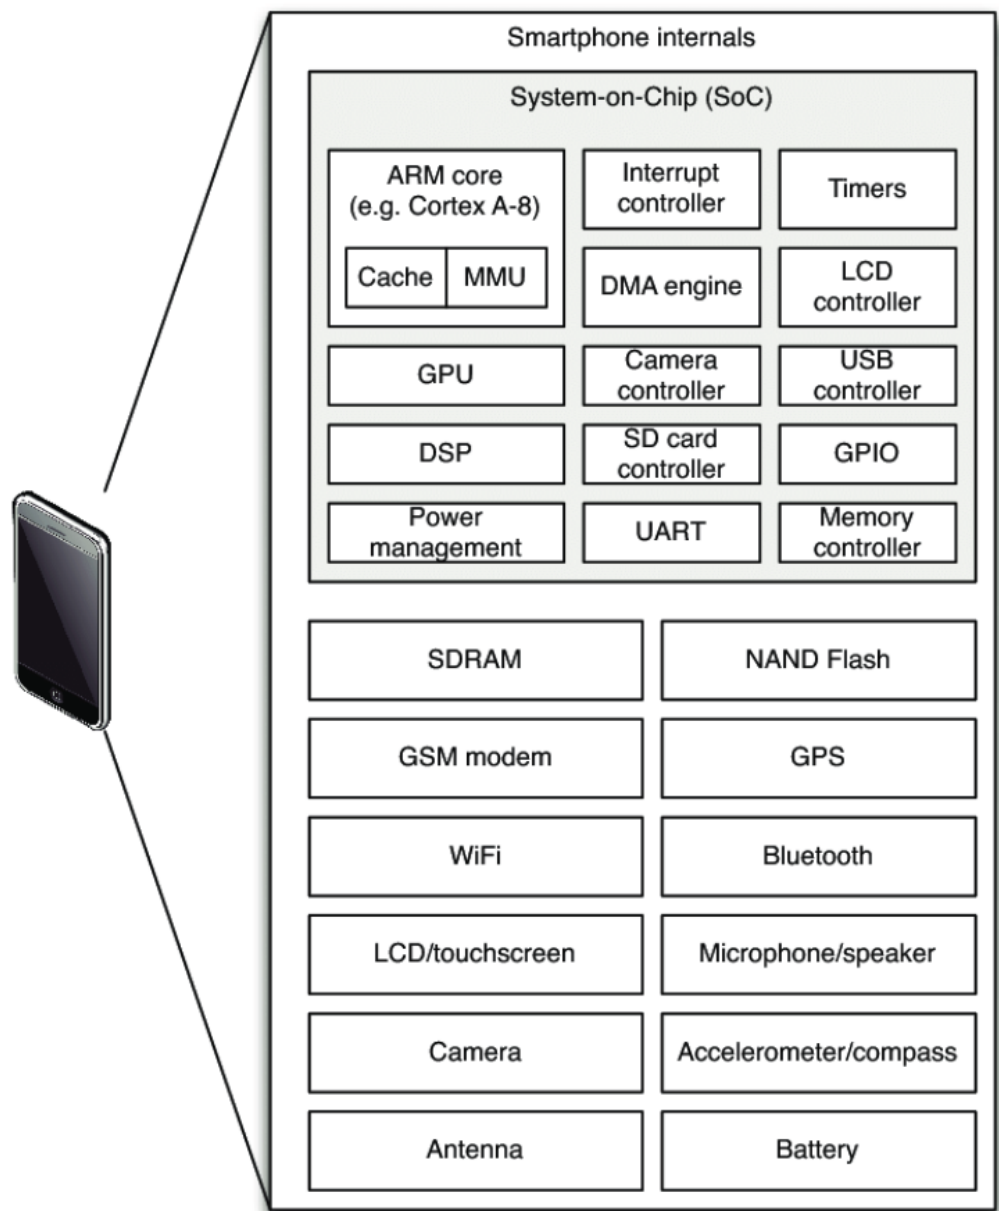 Smartphone internals
System-on-Chip (SoC)
ARM core
(e.g. Cortex A-8)
Cache
MMU
Interrupt
controller
Timers
DMA engine
LCD
controller
GPU
Camera
controller
USB
controller
DSP
SD card
controller
GPIO
Power
management
UART
Memory
controller
SDRAM
NAND Flash
GSM modem
GPS
WiFi
Bluetooth
LCD/touchscreen
Microphone/speaker
Camera
Accelerometer/compass
Antenna
Battery